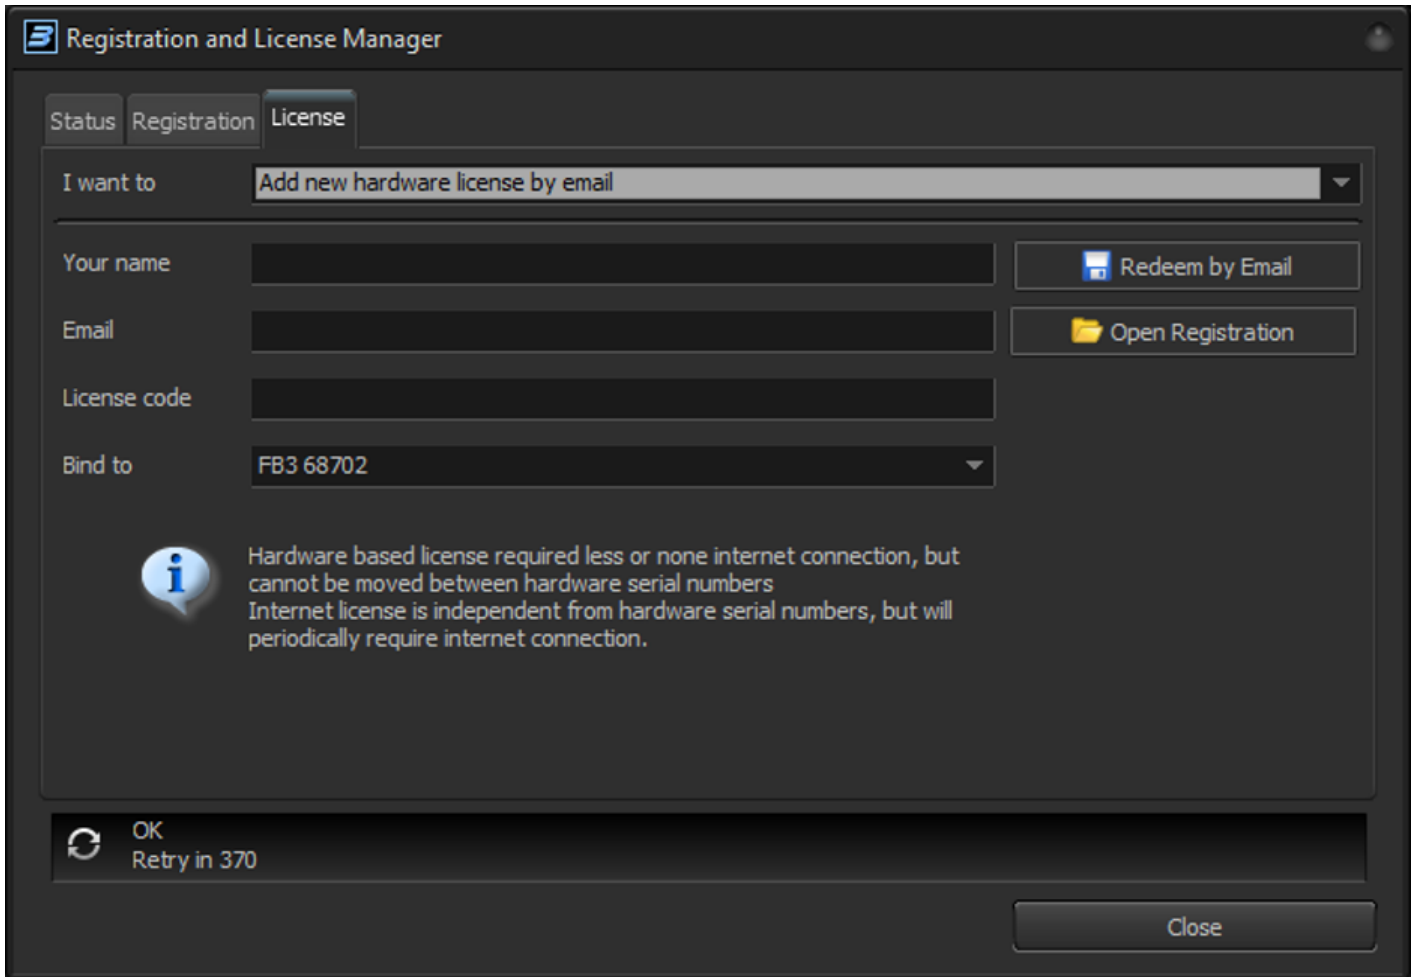 Registration and License Manager
Status Registration License
I want to Add new hardware license by email
Your name Redeem by Email
Email Open Registration
License code
Bind to FB3 68702
Hardware based license required less or none internet connection, but
cannot be moved between hardware serial numbers
Internet license is independent from hardware serial numbers, but will
periodically require internet connection.
OK
Retry in 370
Close